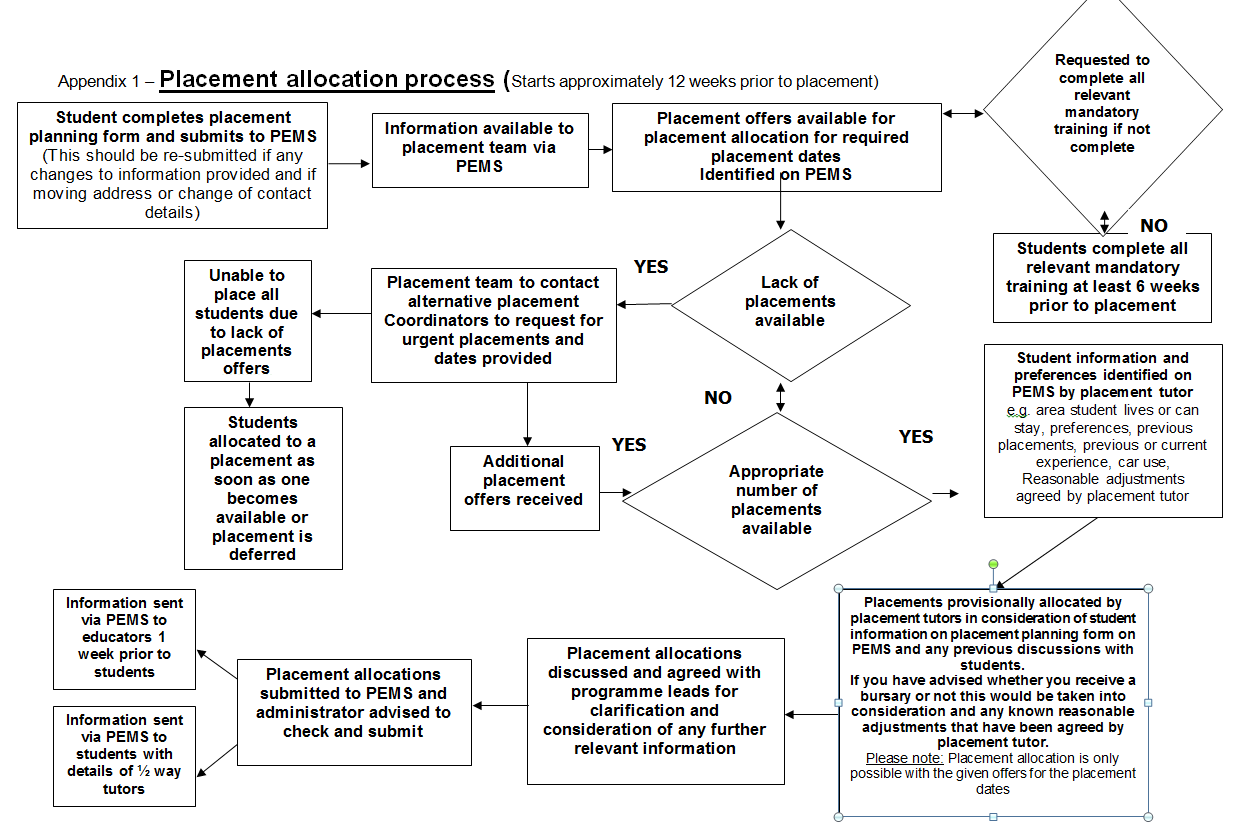 Appendix 1 – Placement allocation process (Starts approximately 12 weeks prior to placement)
Student completes placement
planning form and submits to PEMS
(This should be re-submitted if any
changes to information provided and if
moving address or change of contact
details)
Information available to
placement team via
PEMS
Placement offers available for
placement allocation for required
placement dates
Identified on PEMS
Requested to
complete all
relevant
mandatory
training if not
complete
NO
Students complete all
relevant mandatory
training at least 6 weeks
prior to placement
Lack of
placements
available
YES
Placement team to contact
alternative placement
Coordinators to request for
urgent placements and
dates provided
Unable to
place all
students due
to lack of
placements
offers
Students
allocated to a
placement as
soon as one
becomes
available or
placement is
deferred
NO
Additional
placement
offers received
YES
Appropriate
number of
placements
available
YES
Student information and
preferences identified on
PEMS by placement tutor
e.g. area student lives or can
stay, preferences, previous
placements, previous or current
experience, car use,
Reasonable adjustments
agreed by placement tutor
Placements provisionally allocated by
placement tutors in consideration of student
information on placement planning form on
PEMS and any previous discussions with
students.
If you have advised whether you receive a
bursary or not this would be taken into
consideration and any known reasonable
adjustments that have been agreed by
placement tutor.
Please note: Placement allocation is only
possible with the given offers for the placement
dates
Placement allocations
discussed and agreed with
programme leads for
clarification and
consideration of any further
relevant information
Placement allocations
submitted to PEMS and
administrator advised to
check and submit
Information sent
via PEMS to
educators 1
week prior to
students
Information sent
via PEMS to
students with
details of ½ way
tutors